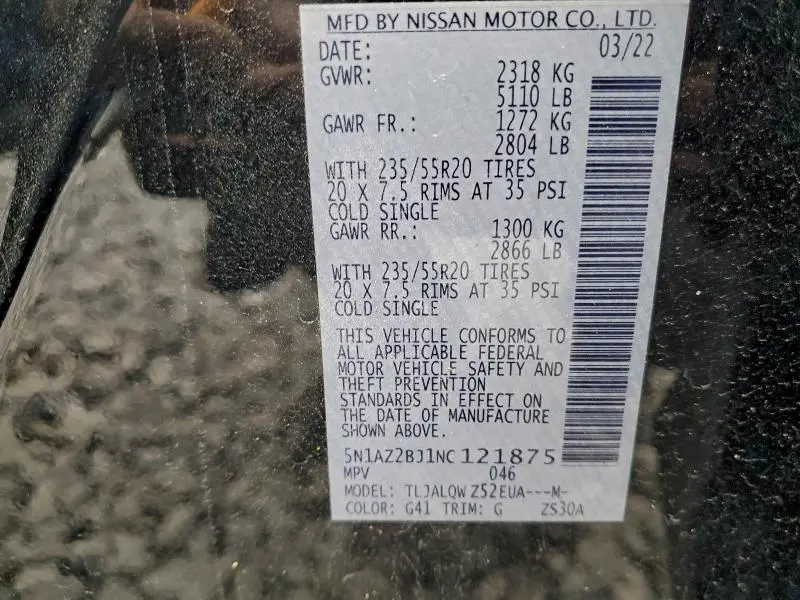 MFD BY NISSAN MOTOR CO., LTD.
DATE: 03/22
GVWR: 2318 KG
5110 LB
GAWR FR.: 1272 KG
2804 LB
WITH 235/55R20 TIRES
20 X 7.5 RIMS AT 35 PSI
COLD SINGLE
GAWR RR.: 1300 KG
2866 LB
WITH 235/55R20 TIRES
20 X 7.5 RIMS AT 35 PSI
COLD SINGLE
THIS VEHICLE CONFORMS TO
ALL APPLICABLE FEDERAL
MOTOR VEHICLE SAFETY AND
THEFT PREVENTION
STANDARDS IN EFFECT ON
THE DATE OF MANUFACTURE
SHOWN ABOVE.
5N1AZ2BJ1NC121875
MPV 046
MODEL: TLJALQW Z52EUA---M-
COLOR: G41 TRIM: G ZS30A